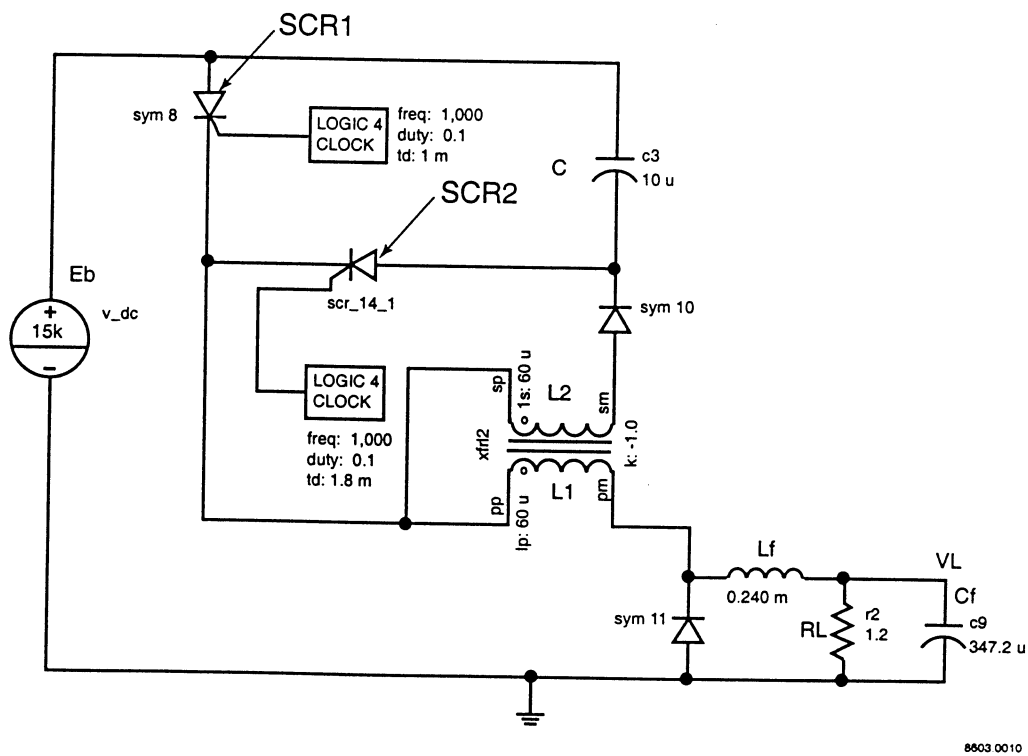 SCR1
sym 8
LOGIC 4
CLOCK
freq: 1,000
duty: 0.1
td: 1 m
C
c3
10 u
SCR2
scr_14_1
Eb
v_dc
+
15k
−
sym 10
LOGIC 4
CLOCK
freq: 1,000
duty: 0.1
td: 1.8 m
sp
1s: 60 u
L2
sm
xfrl2
k: -1.0
pp
lp: 60 u
L1
pm
Lf
0.240 m
VL
Cf
c9
347.2 u
sym 11
RL
r2
1.2
8603 0010